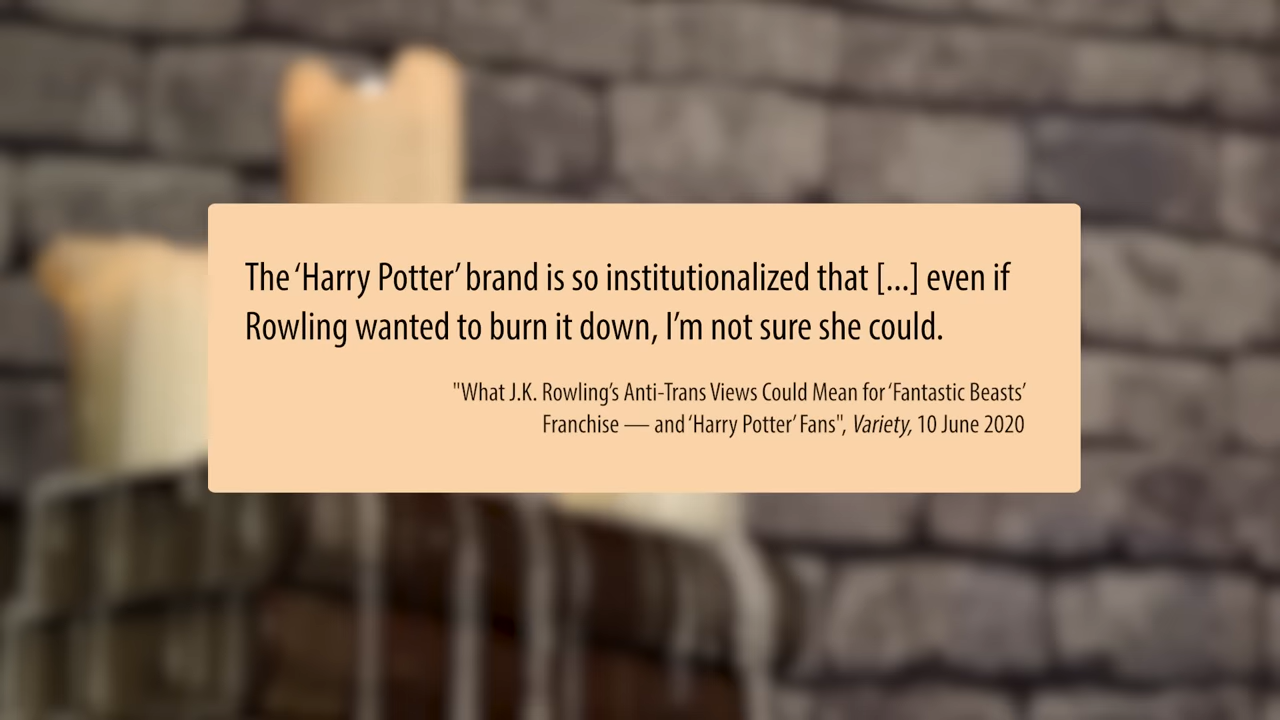 The ‘Harry Potter’ brand is so institutionalized that [...] even if
Rowling wanted to burn it down, I’m not sure she could.
"What J.K. Rowling’s Anti-Trans Views Could Mean for ‘Fantastic Beasts’
Franchise — and ‘Harry Potter’ Fans", Variety, 10 June 2020